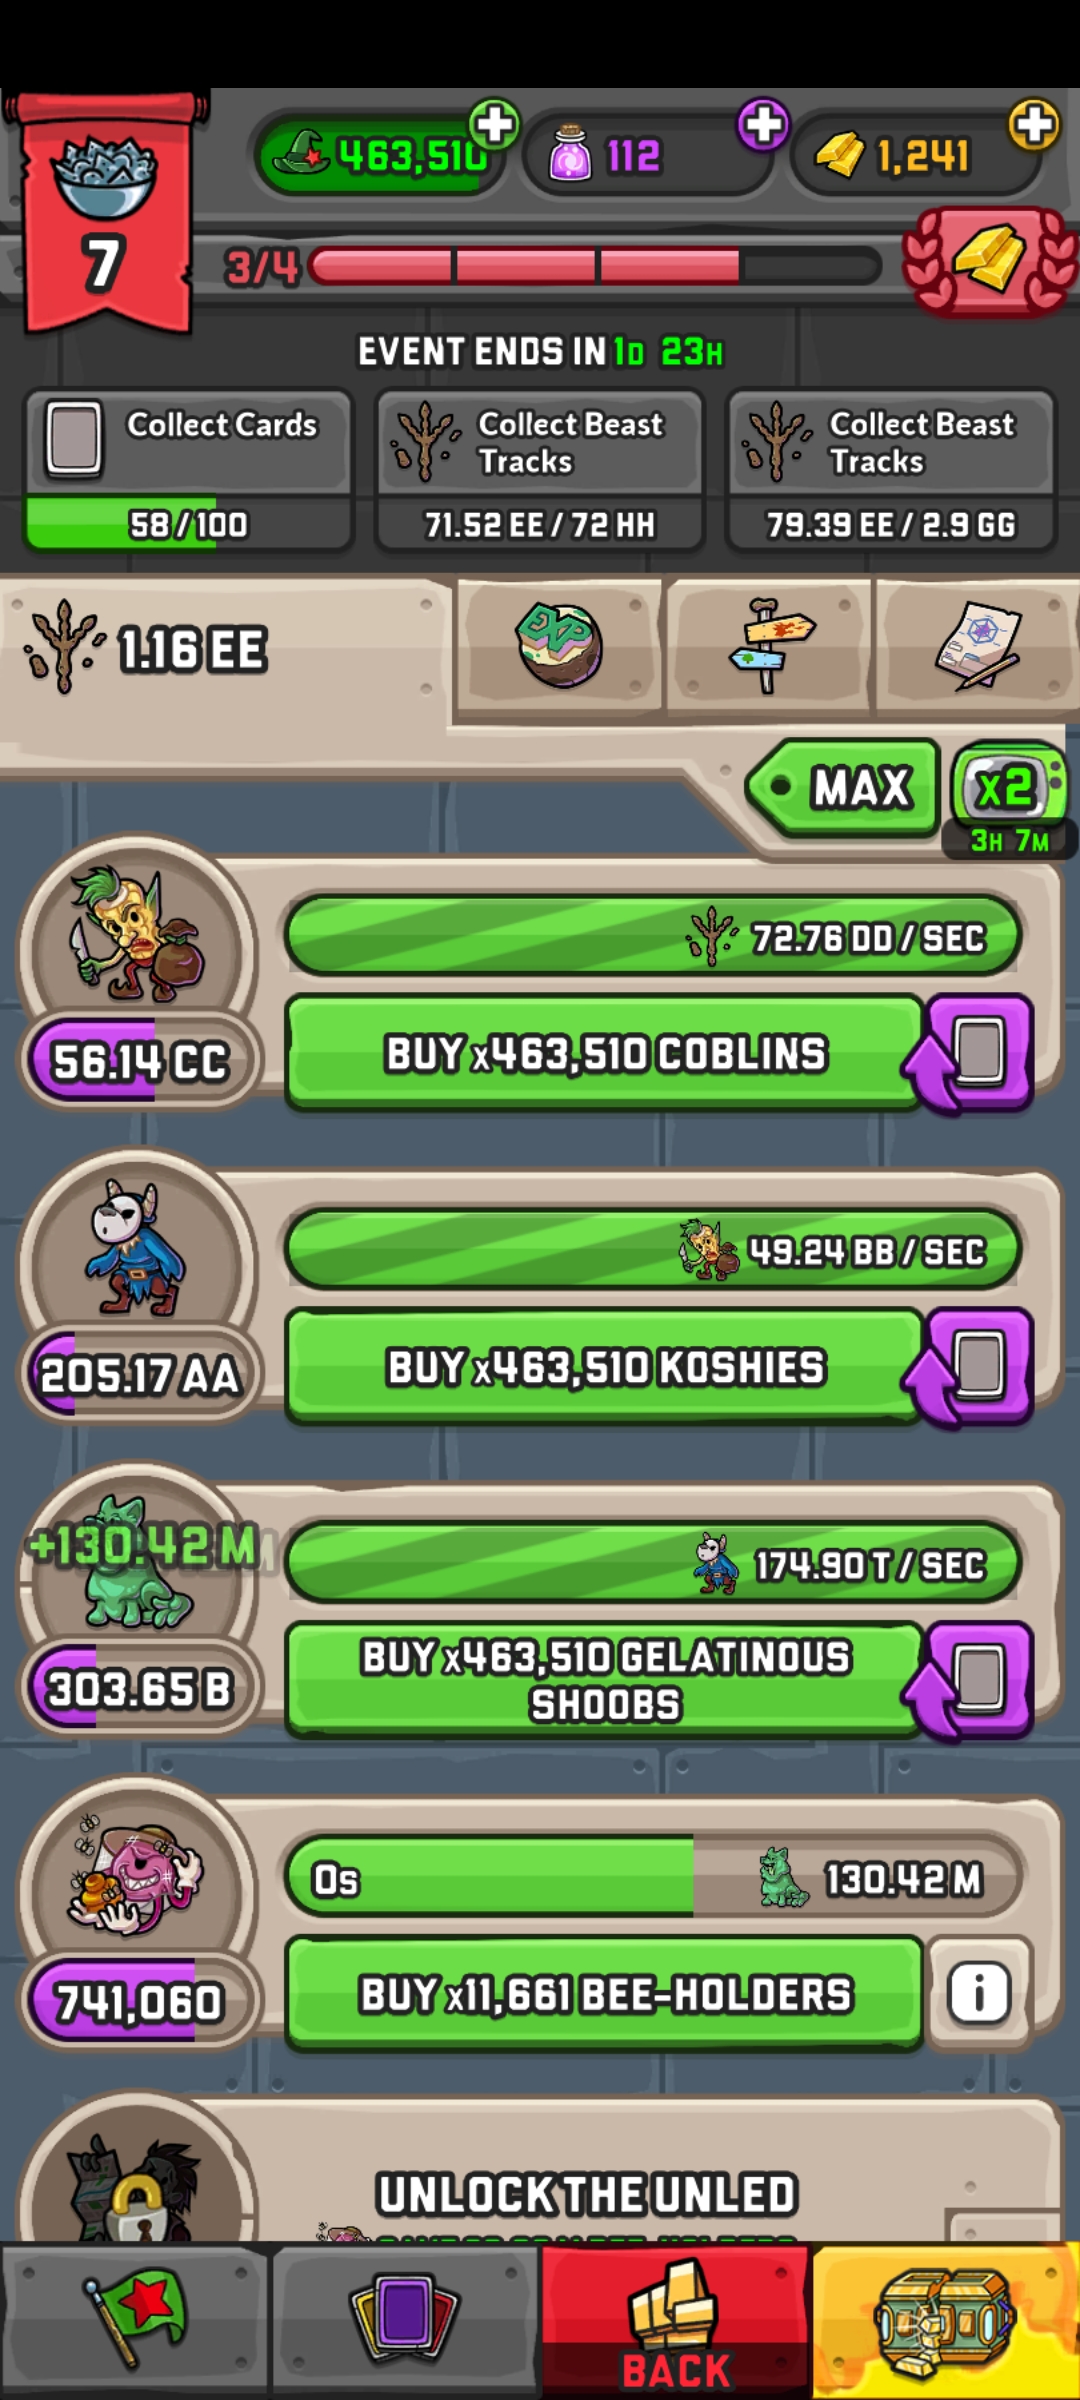 463,510
112
1,241
7
3/4
EVENT ENDS IN 1D 23H
Collect Cards
58 / 100
Collect Beast
Tracks
71.52 EE / 72 HH
Collect Beast
Tracks
79.39 EE / 2.9 GG
1.16 EE
EXP
MAX
x2
3H 7M
72.76 DD / SEC
56.14 CC
BUY x463,510 COBLINS
49.24 BB / SEC
205.17 AA
BUY x463,510 KOSHIES
+130.42 M
174.90 T / SEC
303.65 B
BUY x463,510 GELATINOUS
SHOOBS
0s
130.42 M
741,060
BUY x11,661 BEE-HOLDERS
i
UNLOCK THE UNLED
BACK